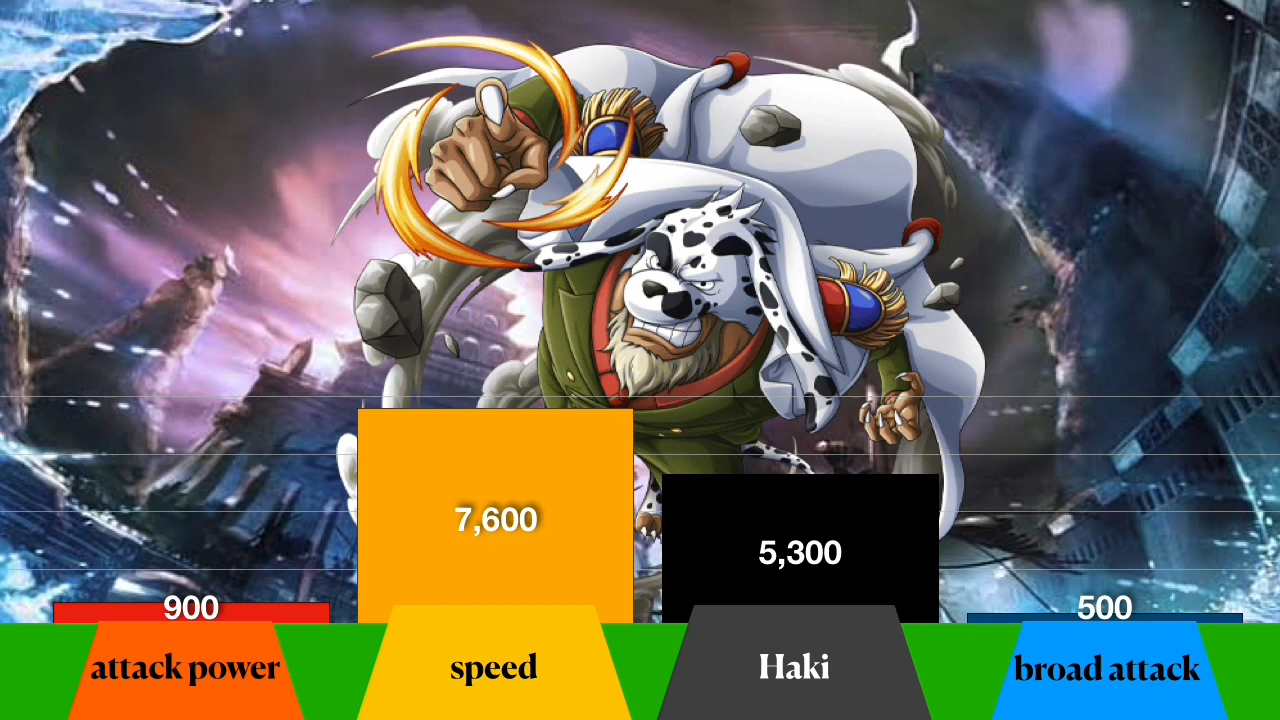 7,600
5,300
900
500
attack power
speed
Haki
broad attack